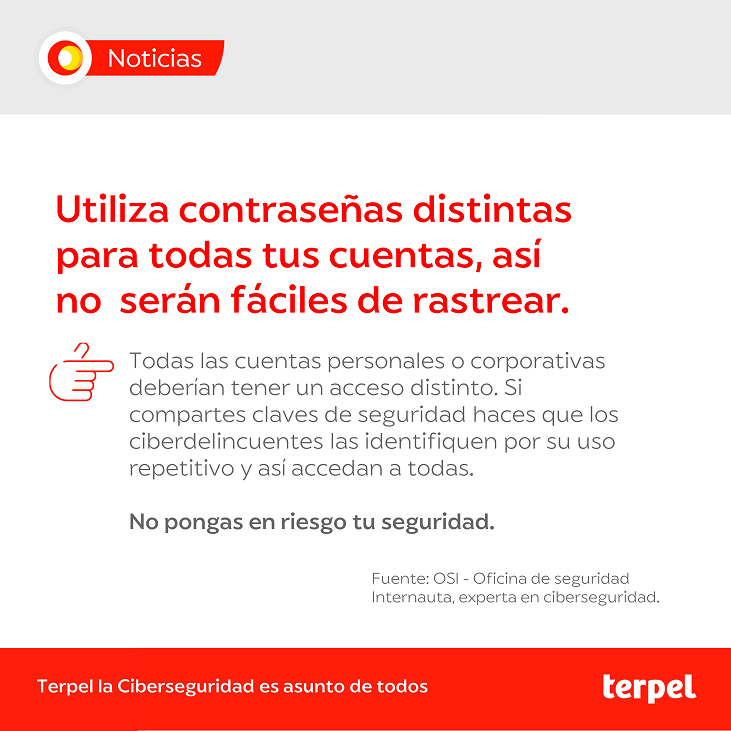 Noticias
Utiliza contraseñas distintas
para todas tus cuentas, así
no serán fáciles de rastrear.
Todas las cuentas personales o corporativas
deberían tener un acceso distinto. Si
compartes claves de seguridad haces que los
ciberdelincuentes las identifiquen por su uso
repetitivo y así accedan a todas.
No pongas en riesgo tu seguridad.
Fuente: OSI - Oficina de seguridad
Internauta, experta en ciberseguridad.
Terpel la Ciberseguridad es asunto de todos
terpel